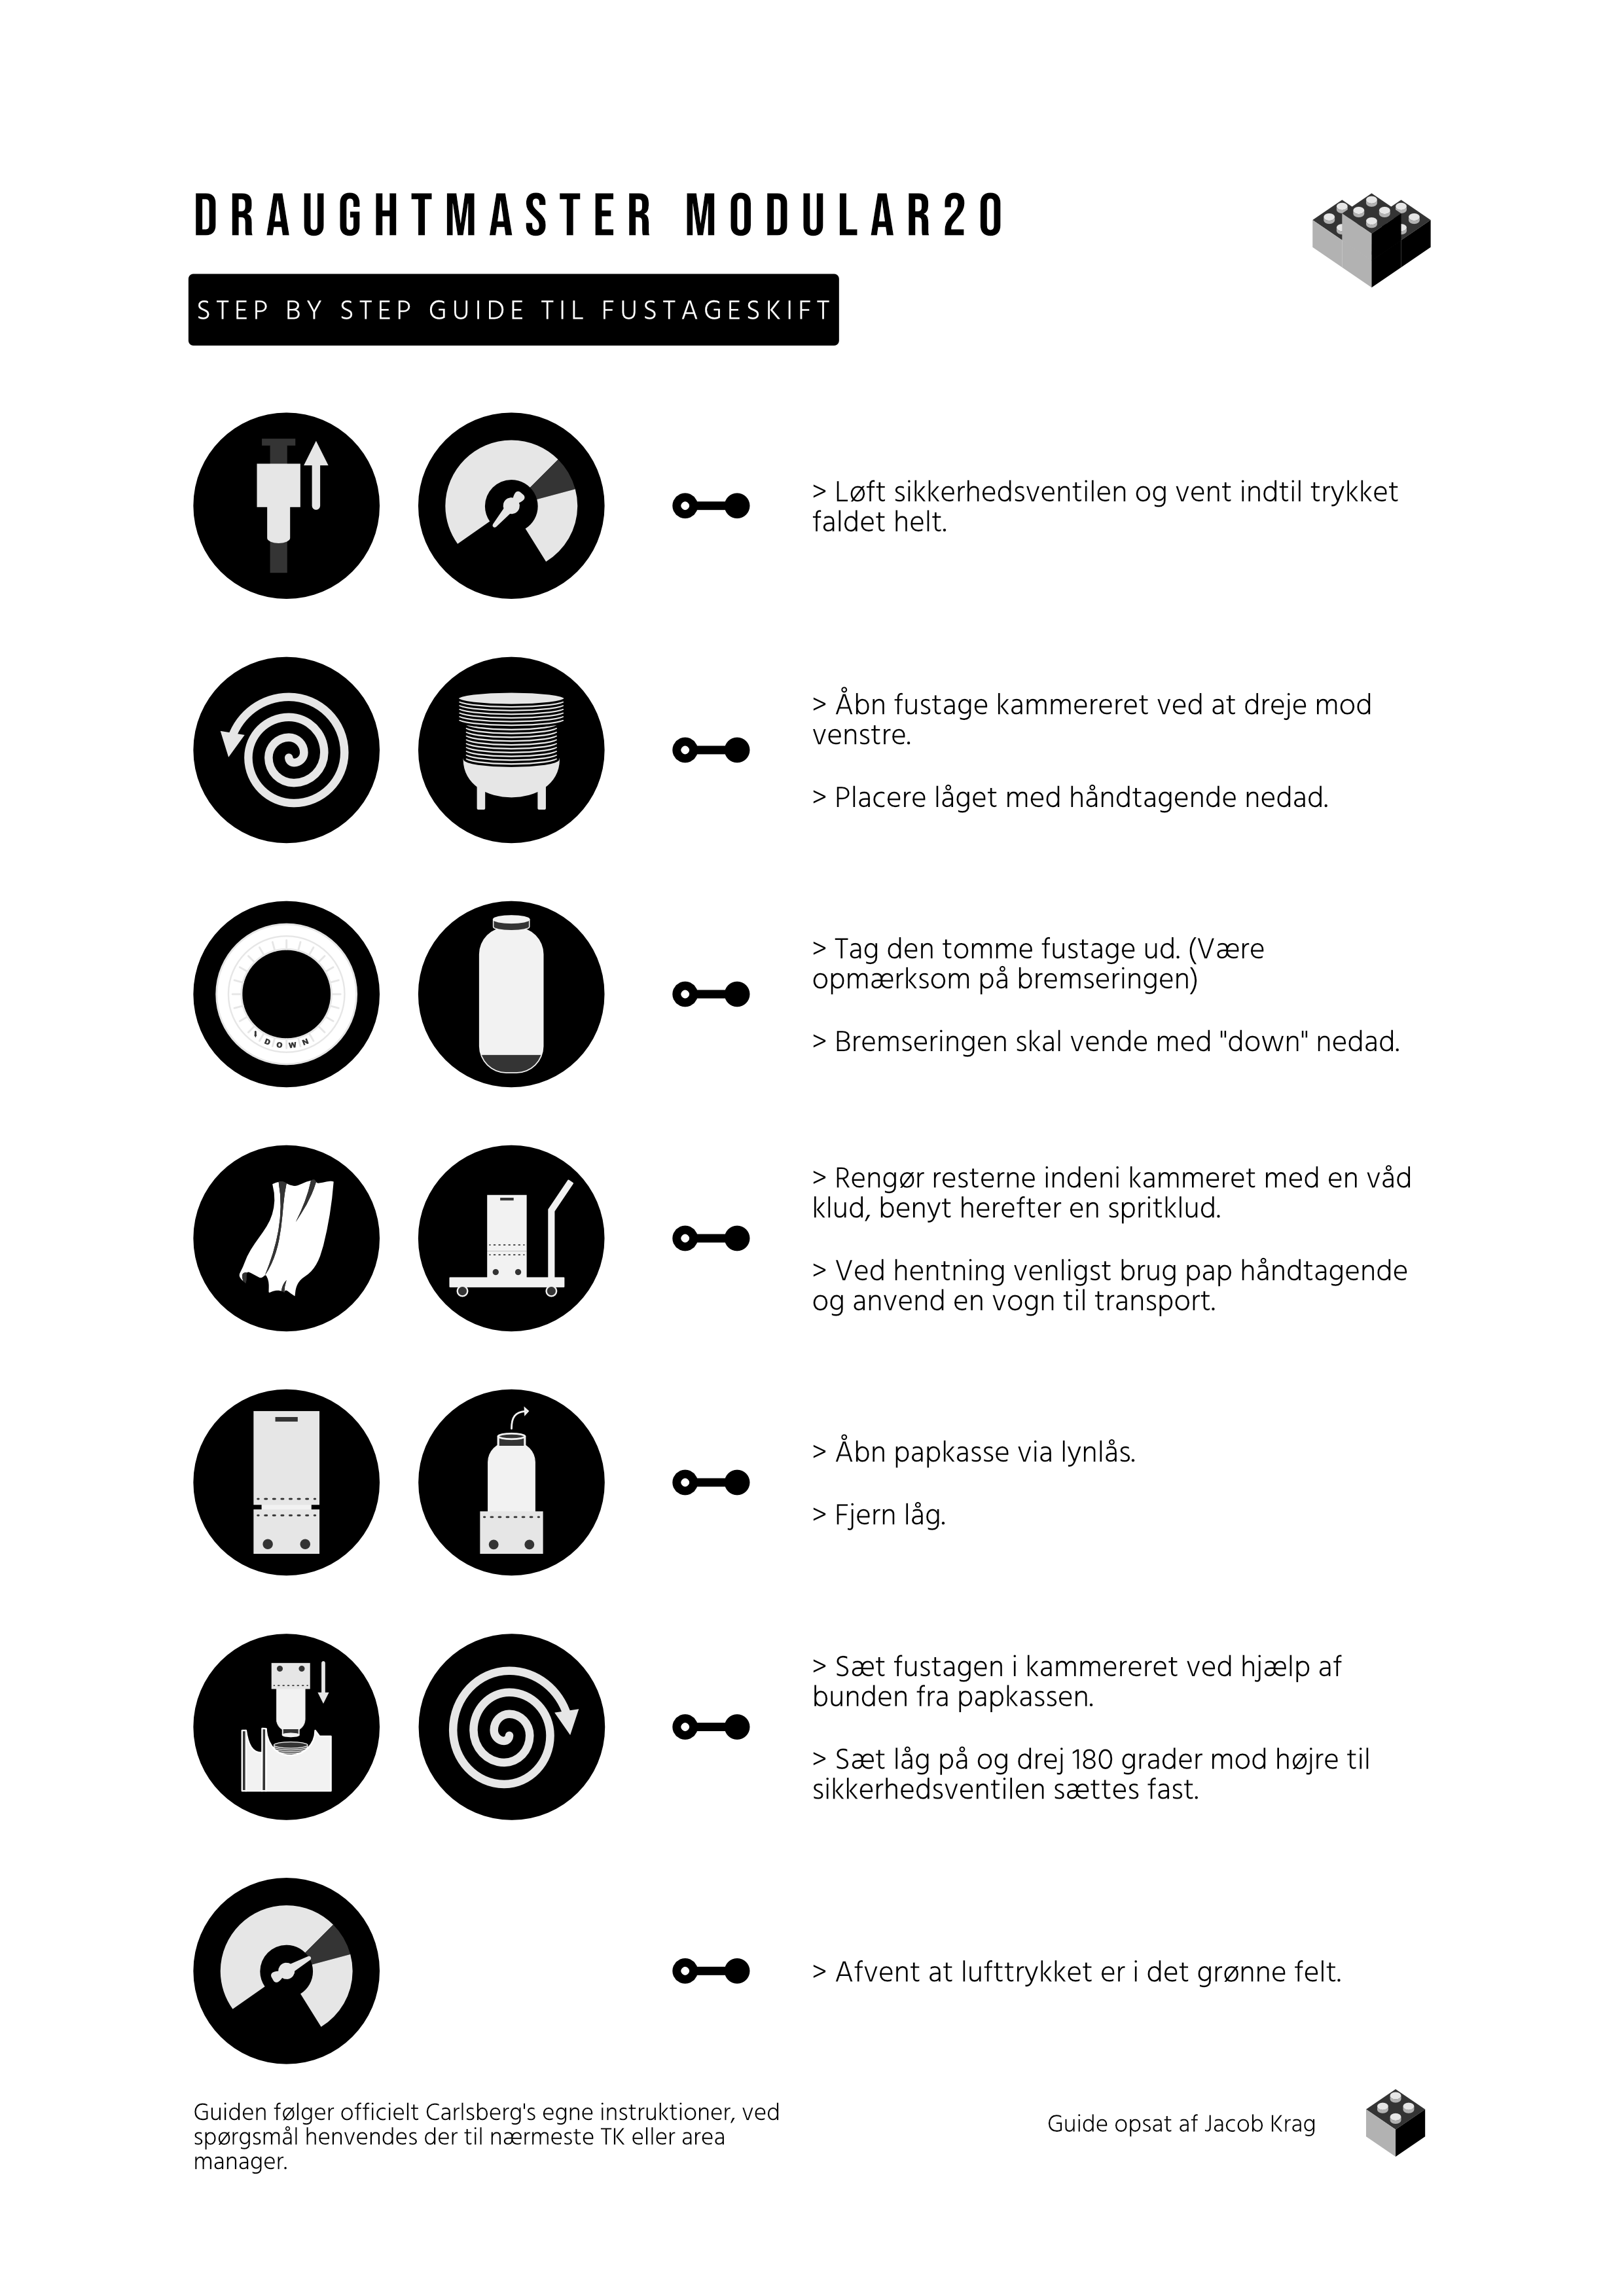 DRAUGHTMASTER MODULAR20
STEP BY STEP GUIDE TIL FUSTAGESKIFT
> Løft sikkerhedsventilen og vent indtil trykket
faldet helt.
> Åbn fustage kammereret ved at dreje mod
venstre.
> Placere låget med håndtagende nedad.
DOWN
> Tag den tomme fustage ud. (Være
opmærksom på bremseringen)
> Bremseringen skal vende med "down" nedad.
> Rengør resterne indeni kammeret med en våd
klud, benyt herefter en spritklud.
> Ved hentning venligst brug pap håndtagende
og anvend en vogn til transport.
> Åbn papkasse via lynlås.
> Fjern låg.
> Sæt fustagen i kammereret ved hjælp af
bunden fra papkassen.
> Sæt låg på og drej 180 grader mod højre til
sikkerhedsventilen sættes fast.
> Afvent at lufttrykket er i det grønne felt.
Guiden følger officielt Carlsberg's egne instruktioner, ved
spørgsmål henvendes der til nærmeste TK eller area
manager.
Guide opsat af Jacob Krag